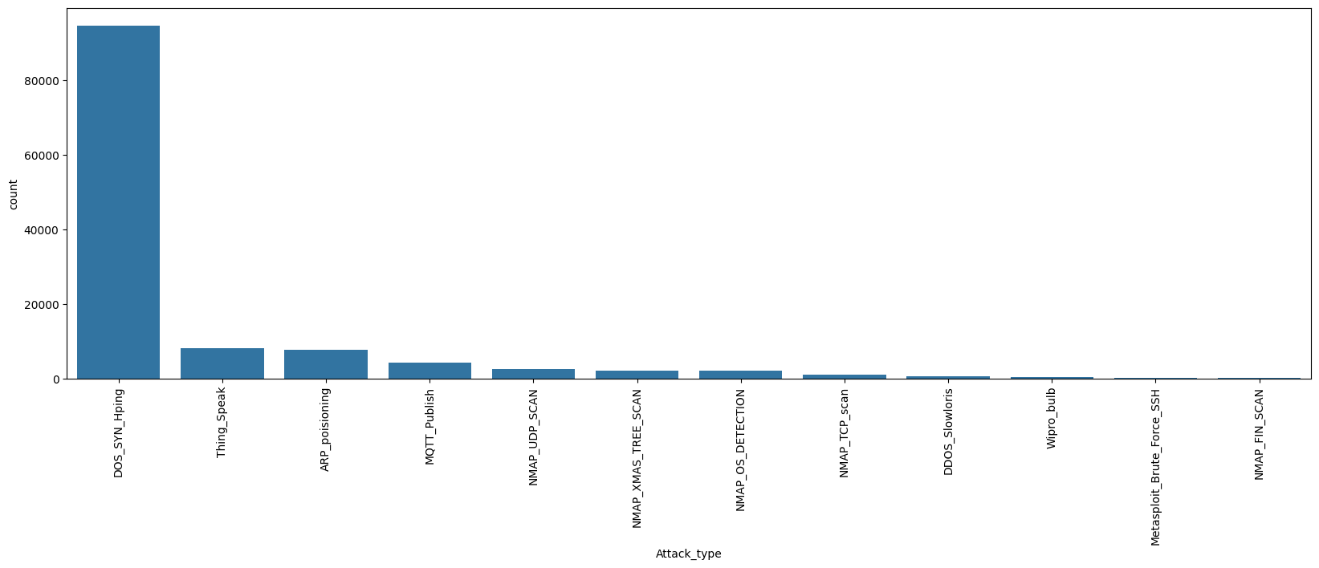 80000
60000
40000
20000
0
count
DOS_SYN_Hping
Thing_Speak
ARP_poisioning
MQTT_Publish
NMAP_UDP_SCAN
NMAP_XMAS_TREE_SCAN
NMAP_OS_DETECTION
NMAP_TCP_scan
DDOS_Slowloris
Wipro_bulb
Metasploit_Brute_Force_SSH
NMAP_FIN_SCAN
Attack_type